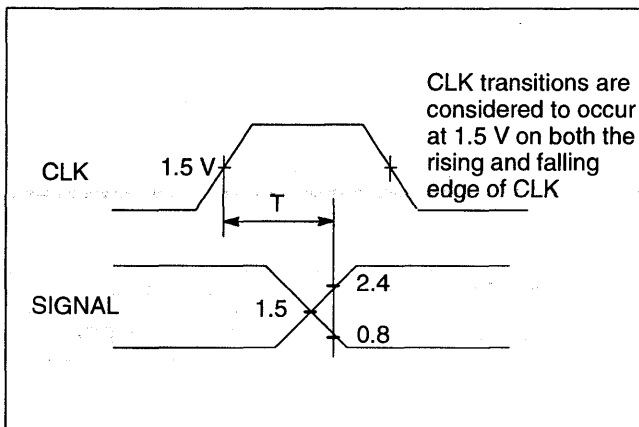 CLK transitions are
considered to occur
at 1.5 V on both the
rising and falling
edge of CLK
CLK
1.5 V
T
SIGNAL
1.5
2.4
0.8